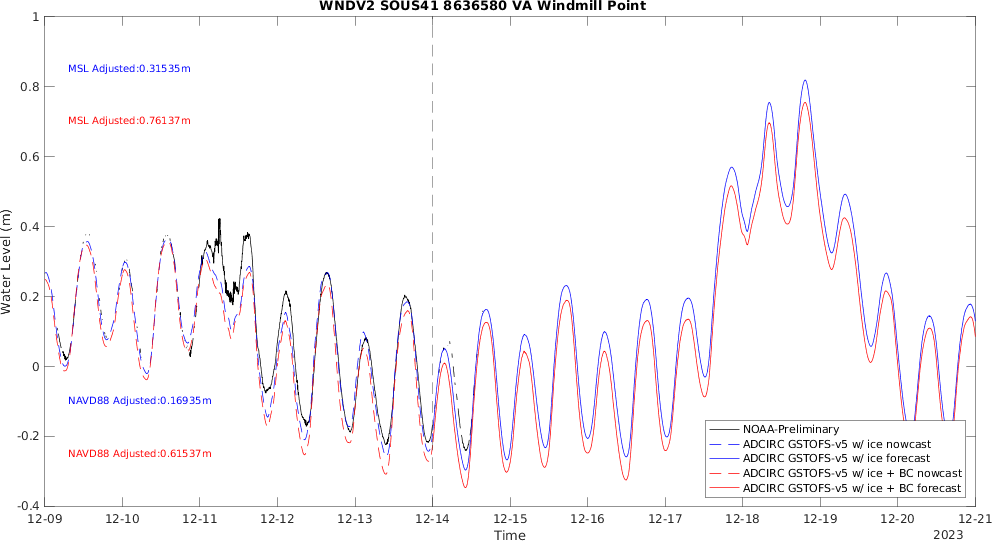 WNDV2 SOUS41 8636580 VA Windmill Point
1
0.8
0.6
0.4
0.2
0
-0.2
-0.4
Water Level (m)
MSL Adjusted:0.31535m
MSL Adjusted:0.76137m
NAVD88 Adjusted:0.16935m
NAVD88 Adjusted:0.61537m
NOAA-Preliminary
ADCIRC GSTOFS-v5 w/ ice nowcast
ADCIRC GSTOFS-v5 w/ ice forecast
ADCIRC GSTOFS-v5 w/ ice + BC nowcast
ADCIRC GSTOFS-v5 w/ ice + BC forecast
12-09 12-10 12-11 12-12 12-13 12-14 12-15 12-16 12-17 12-18 12-19 12-20 12-21
Time
2023